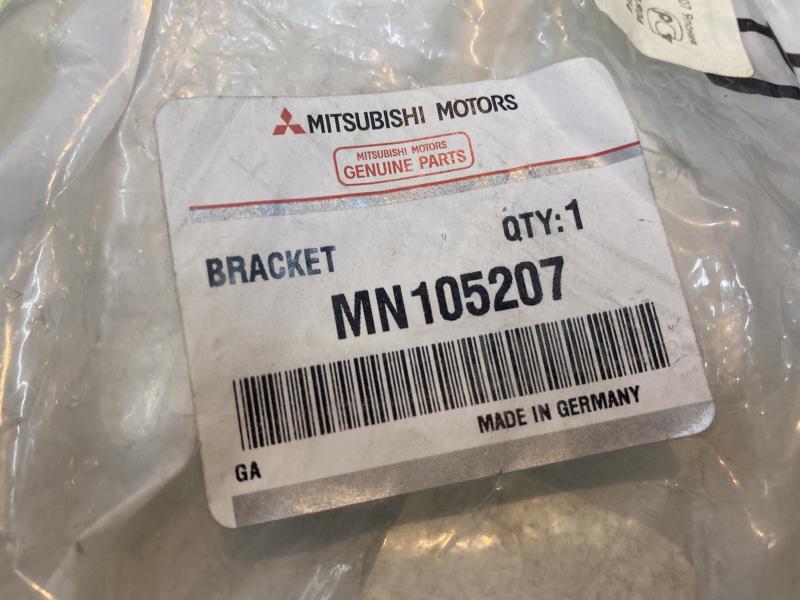 MITSUBISHI MOTORS
MITSUBISHI MOTORS
GENUINE PARTS
BRACKET
QTY:1
MN105207
MADE IN GERMANY
GA